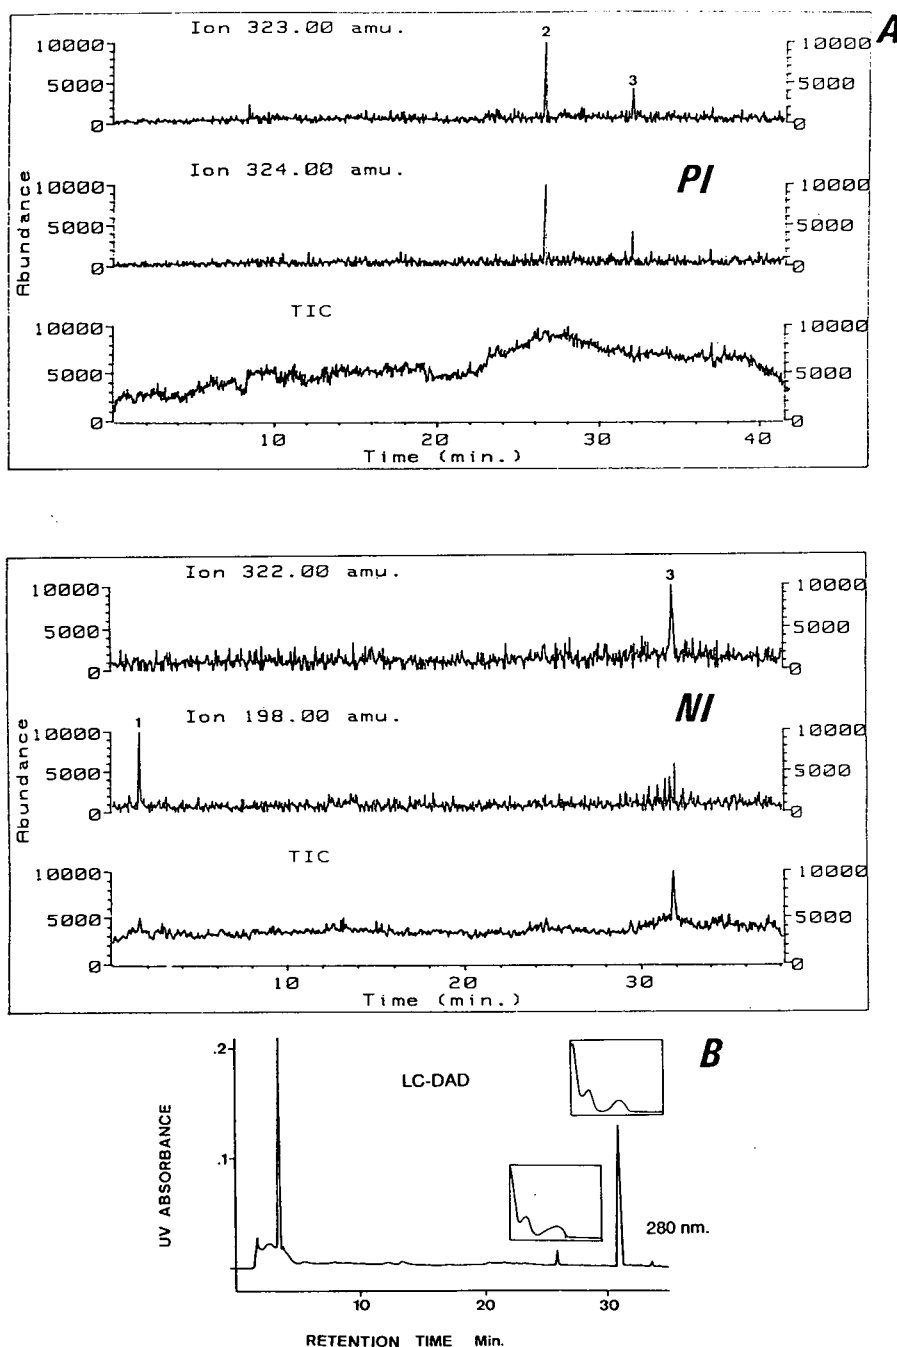 A
Ion 323.00 amu.
2
3
10000
5000
0
10000
5000
0
Ion 324.00 amu.
PI
10000
5000
0
10000
5000
0
Abundance
TIC
10000
5000
0
10000
5000
0
10 20 30 40
Time (min.)
Ion 322.00 amu.
3
10000
5000
0
10000
5000
0
Ion 198.00 amu.
NI
1
10000
5000
0
10000
5000
0
Abundance
TIC
10000
5000
0
10000
5000
0
10 20 30
Time (min.)
B
.2
LC-DAD
.1
UV ABSORBANCE
280 nm.
10 20 30
RETENTION TIME Min.